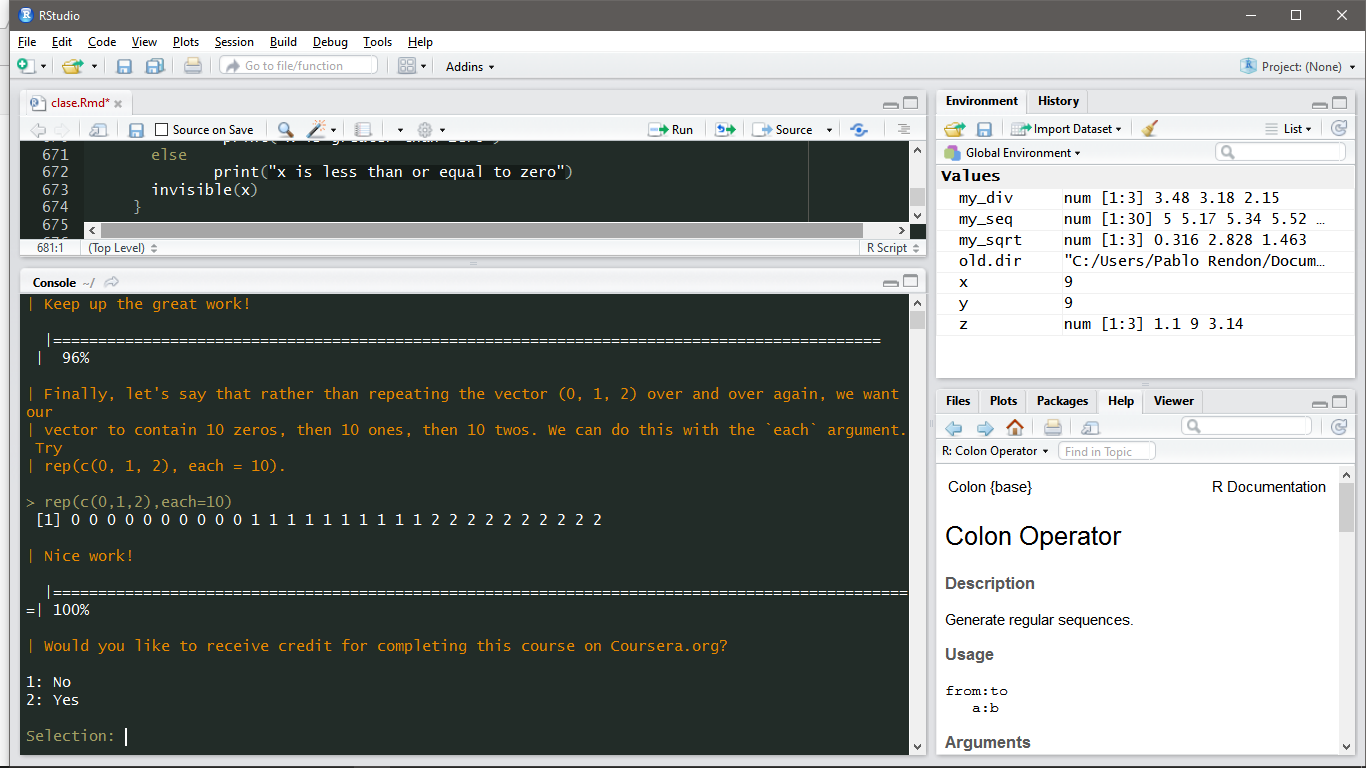 RStudio
File Edit Code View Plots Session Build Debug Tools Help
Go to file/function Addins Project: (None)
clase.Rmd*
Source on Save Run Source
671 else
672 print("x is less than or equal to zero")
673 invisible(x)
674 }
675
681:1 (Top Level) R Script
Console ~/
| Keep up the great work!
|============================================================================================
| 96%
| Finally, let's say that rather than repeating the vector (0, 1, 2) over and over again, we want
our
| vector to contain 10 zeros, then 10 ones, then 10 twos. We can do this with the `each` argument.
Try
| rep(c(0, 1, 2), each = 10).
> rep(c(0,1,2),each=10)
[1] 0 0 0 0 0 0 0 0 0 0 1 1 1 1 1 1 1 1 1 1 2 2 2 2 2 2 2 2 2 2
| Nice work!
|===============================================================================================
=| 100%
| Would you like to receive credit for completing this course on Coursera.org?
1: No
2: Yes
Selection:
Environment History
Import Dataset List
Global Environment
Values
my_div num [1:3] 3.48 3.18 2.15
my_seq num [1:30] 5 5.17 5.34 5.52 …
my_sqrt num [1:3] 0.316 2.828 1.463
old.dir "C:/Users/Pablo Rendon/Docum…
x 9
y 9
z num [1:3] 1.1 9 3.14
Files Plots Packages Help Viewer
R: Colon Operator Find in Topic
Colon {base} R Documentation
Colon Operator
Description
Generate regular sequences.
Usage
from:to
a:b
Arguments